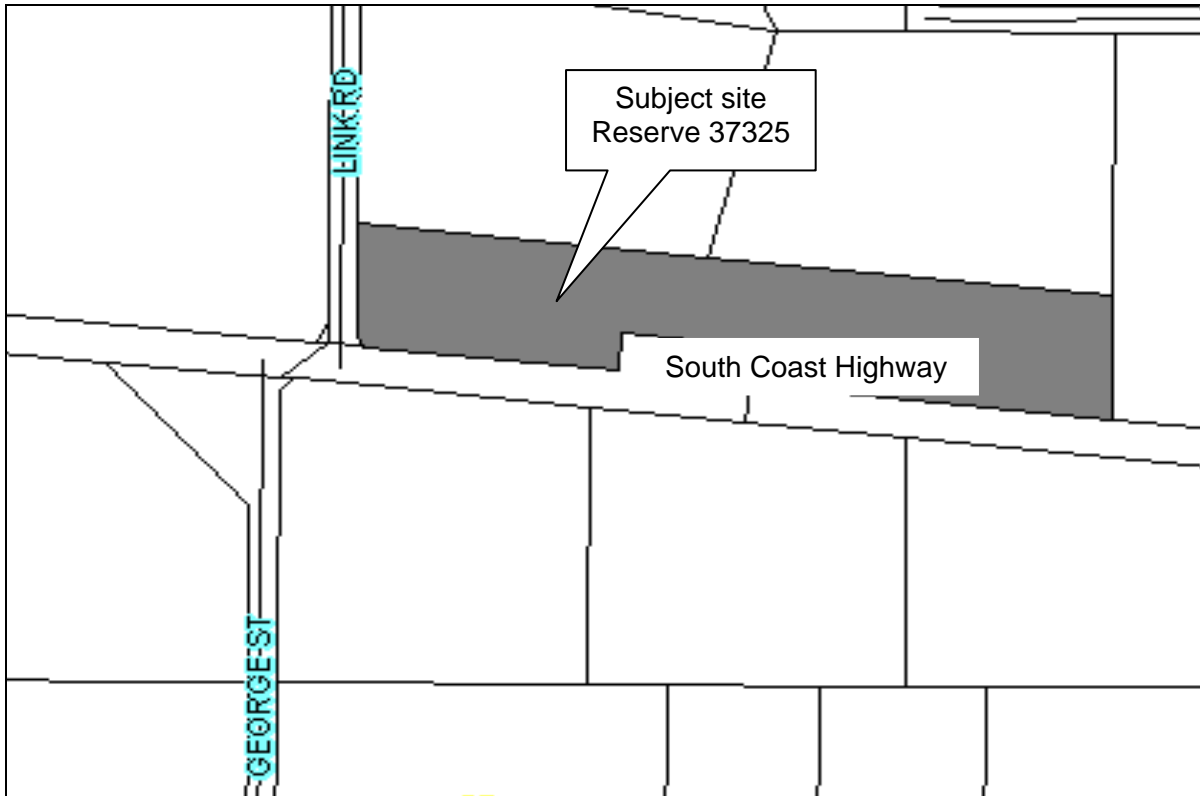 LINK RD
Subject site
Reserve 37325
South Coast Highway
GEORGE ST